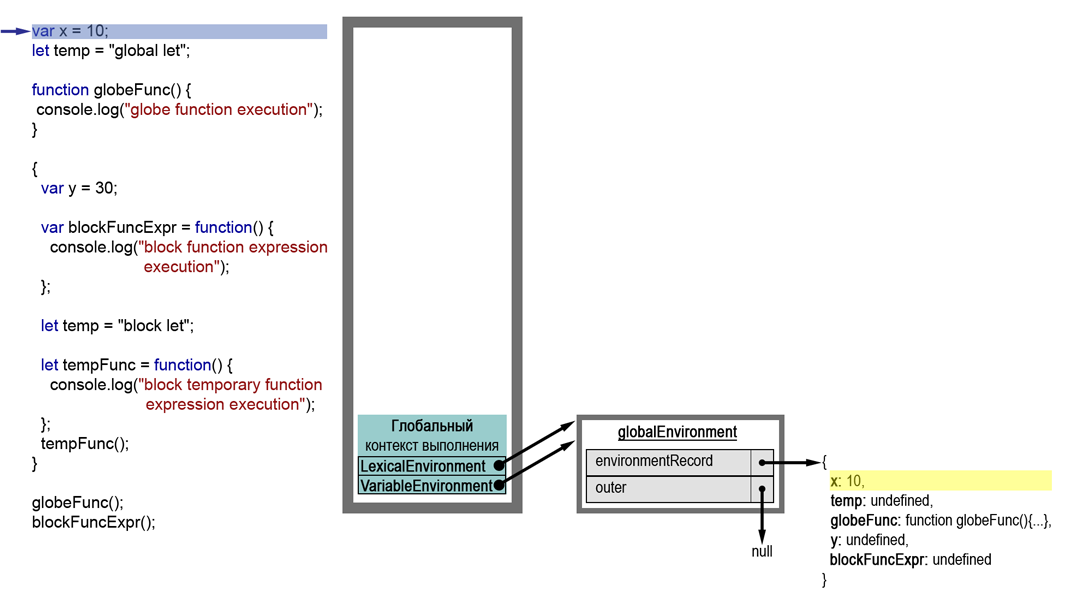 var x = 10;
let temp = "global let";
function globeFunc() {
console.log("globe function execution");
}
{
var y = 30;
var blockFuncExpr = function() {
console.log("block function expression
execution");
};
let temp = "block let";
let tempFunc = function() {
console.log("block temporary function
expression execution");
};
tempFunc();
}
globeFunc();
blockFuncExpr();
Глобальный
контекст выполнения
LexicalEnvironment
VariableEnvironment
globalEnvironment
environmentRecord
outer
null
{
x: 10,
temp: undefined,
globeFunc: function globeFunc(){...},
y: undefined,
blockFuncExpr: undefined
}